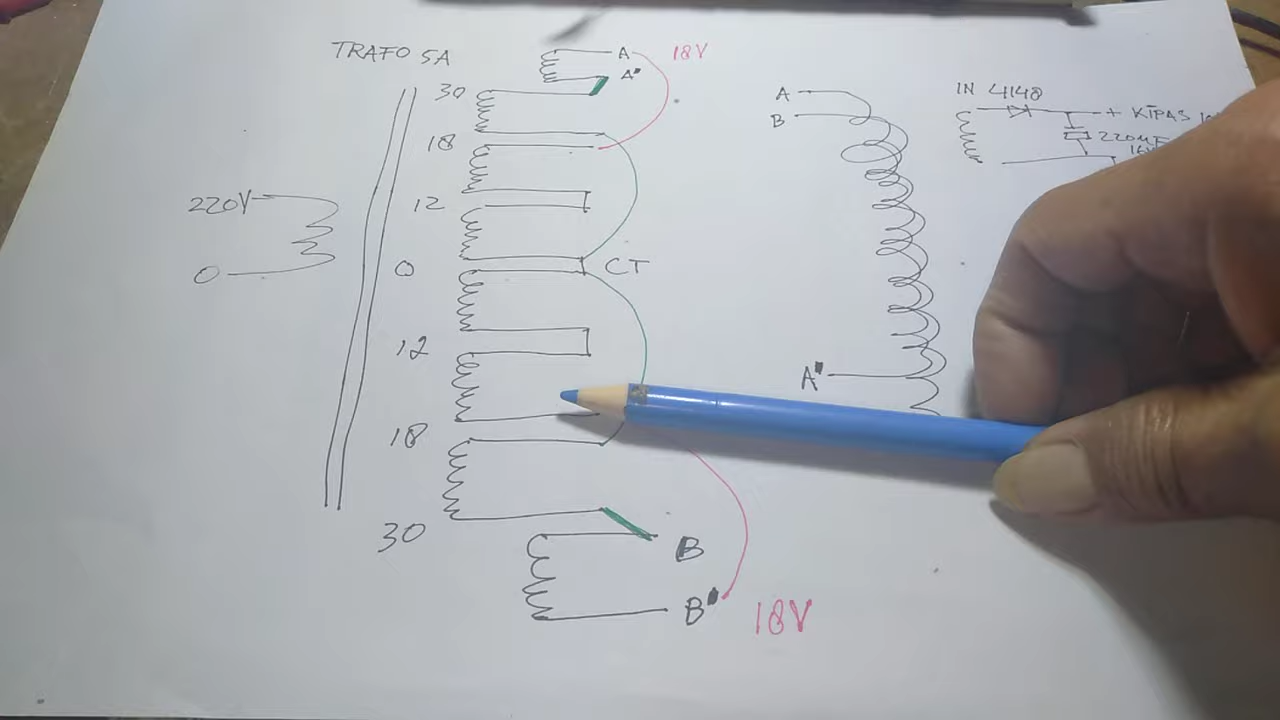 TRAFO 5A
A
A'
18V
30
18
12
0
CT
12
18
30
B
B'
18V
220V
0
A
B
A'
IN 4148
+ KIPAS
220MF